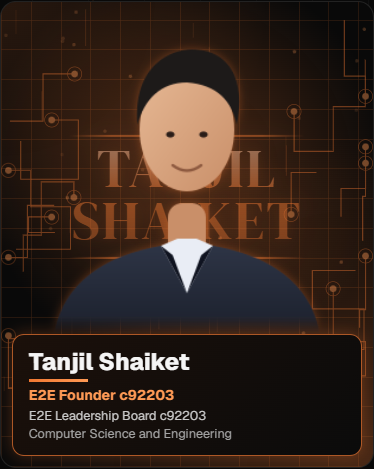 TANJIL
SHAIKET
Tanjil Shaiket
E2E Founder c92203
E2E Leadership Board c92203
Computer Science and Engineering